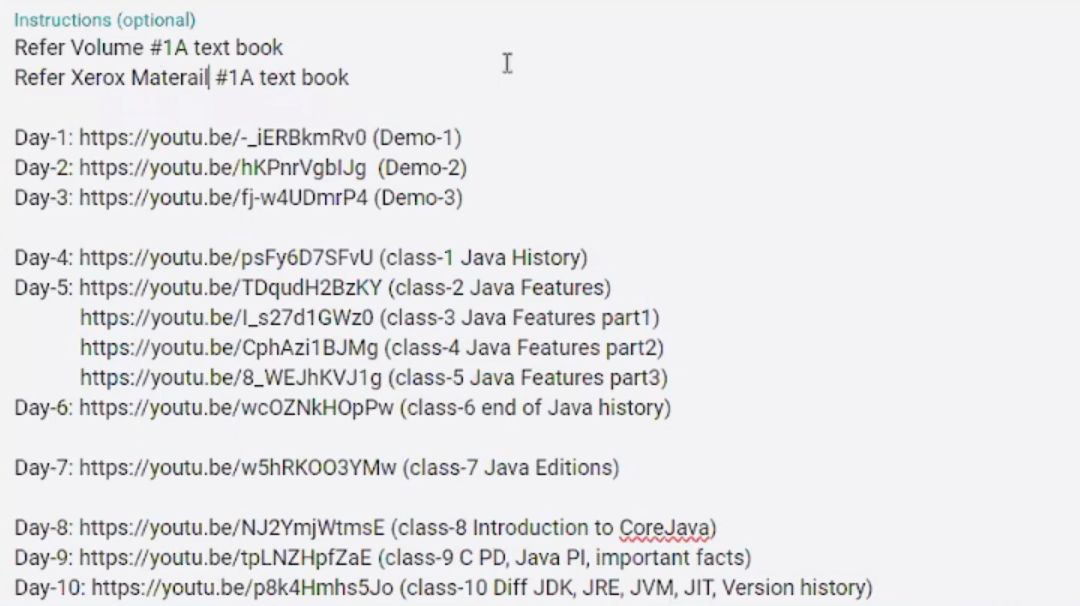 Instructions (optional)
Refer Volume #1A text book
Refer Xerox Materail #1A text book
Day-1: https://youtu.be/-_iERBkmRv0 (Demo-1)
Day-2: https://youtu.be/hKPnrVgbIJg (Demo-2)
Day-3: https://youtu.be/fj-w4UDmrP4 (Demo-3)
Day-4: https://youtu.be/psFy6D7SFvU (class-1 Java History)
Day-5: https://youtu.be/TDqudH2BzKY (class-2 Java Features)
https://youtu.be/I_s27d1GWz0 (class-3 Java Features part1)
https://youtu.be/CphAzi1BJMg (class-4 Java Features part2)
https://youtu.be/8_WEJhKVJ1g (class-5 Java Features part3)
Day-6: https://youtu.be/wcOZNkHOpPw (class-6 end of Java history)
Day-7: https://youtu.be/w5hRKOO3YMw (class-7 Java Editions)
Day-8: https://youtu.be/NJ2YmjWtmsE (class-8 Introduction to CoreJava)
Day-9: https://youtu.be/tpLNZHpfZaE (class-9 C PD, Java PI, important facts)
Day-10: https://youtu.be/p8k4Hmhs5Jo (class-10 Diff JDK, JRE, JVM, JIT, Version history)